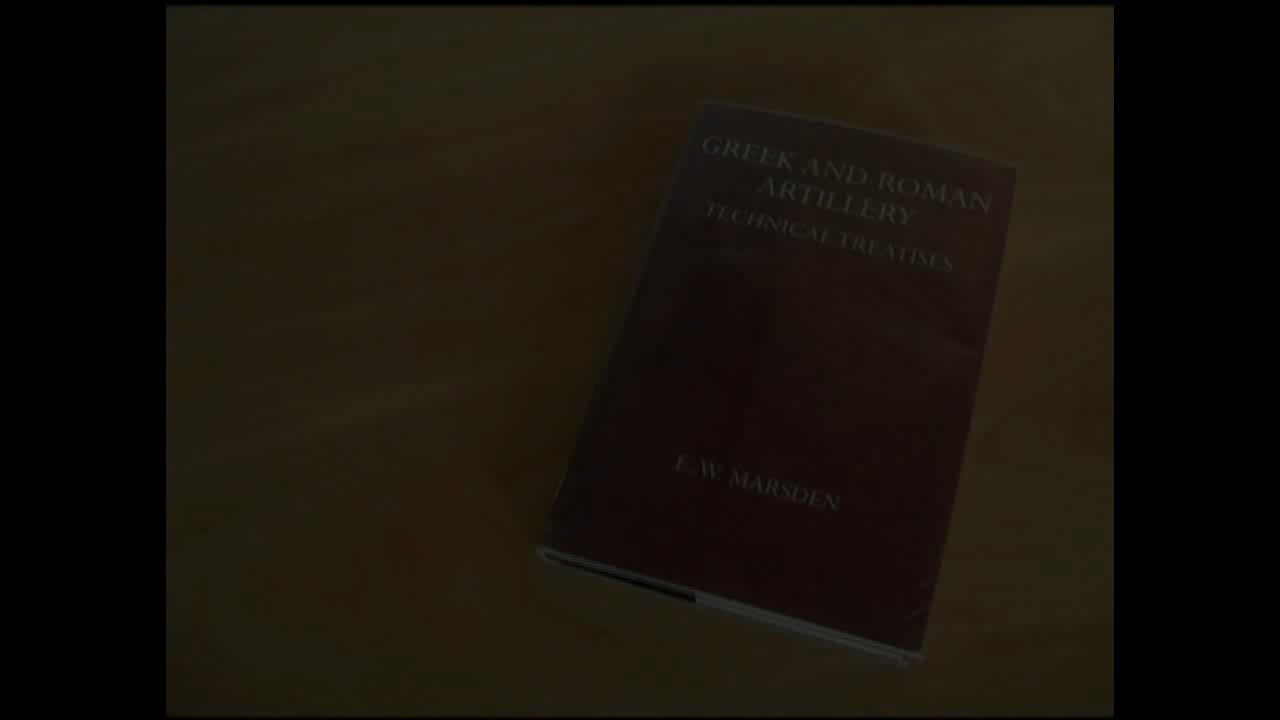 GREEK AND ROMAN
ARTILLERY
TECHNICAL TREATISES
E. W. MARSDEN